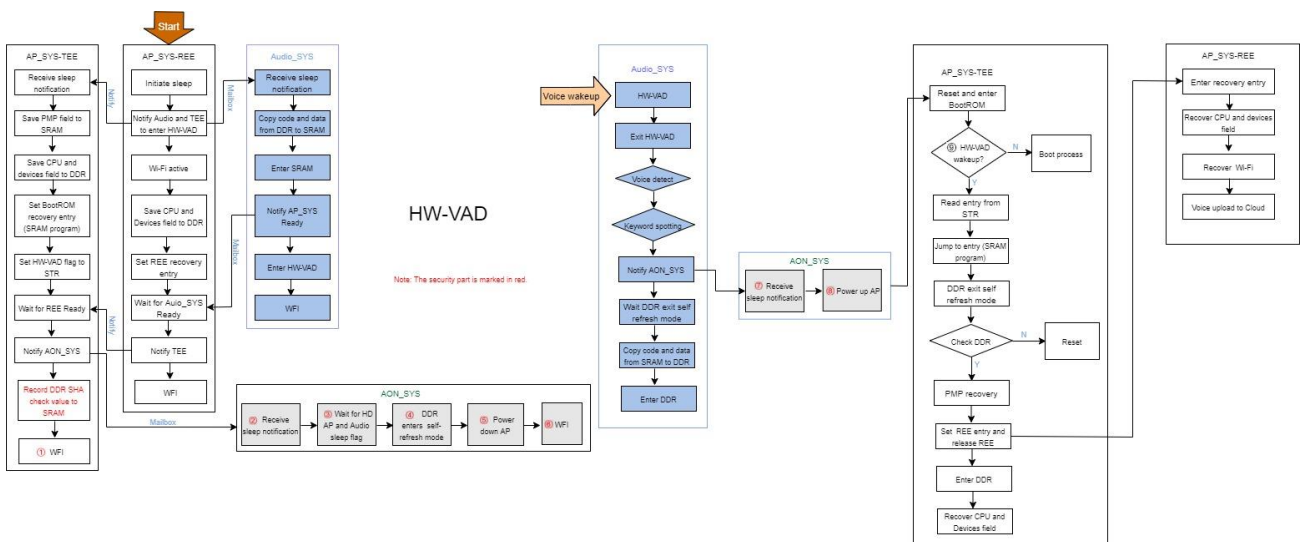 Start
AP_SYS-TEE
Receive sleep
notification
Save PMP field to
SRAM
Save CPU and
devices field to DDR
Set BootROM
recovery entry
(SRAM program)
Set HW-VAD flag to
STR
Wait for REE Ready
Notify AON_SYS
Record DDR SHA
check value to
SRAM
① WFI
Notify
Notify
AP_SYS-REE
Initiate sleep
Notify Audio and TEE
to enter HW-VAD
Wi-Fi active
Save CPU and
Devices field to DDR
Set REE recovery
entry
Wait for Auio_SYS
Ready
Notify TEE
WFI
Mailbox
Mailbox
Mailbox
Audio_SYS
Receive sleep
notification
Copy code and data
from DDR to SRAM
Enter SRAM
Notify AP_SYS
Ready
Enter HW-VAD
WFI
AON_SYS
② Receive
sleep notification
③ Wait for HD
AP and Audio
sleep flag
④ DDR
enters self-
refresh mode
⑤ Power
down AP
⑥ WFI
HW-VAD
Note: The security part is marked in red.
Voice wakeup
Audio_SYS
HW-VAD
Exit HW-VAD
Voice detect
Keyword spotting
Notify AON_SYS
Wait DDR exit self
refresh mode
Copy code and data
from SRAM to DDR
Enter DDR
AON_SYS
⑦ Receive
sleep notification
⑧ Power up AP
AP_SYS-TEE
Reset and enter
BootROM
⑨ HW-VAD
wakeup?
N
Boot process
Y
Read entry from
STR
Jump to entry (SRAM
program)
DDR exit self
refresh mode
Check DDR
N
Reset
Y
PMP recovery
Set REE entry and
release REE
Enter DDR
Recover CPU and
Devices field
AP_SYS-REE
Enter recovery entry
Recover CPU and devices
field
Recover Wi-Fi
Voice upload to Cloud